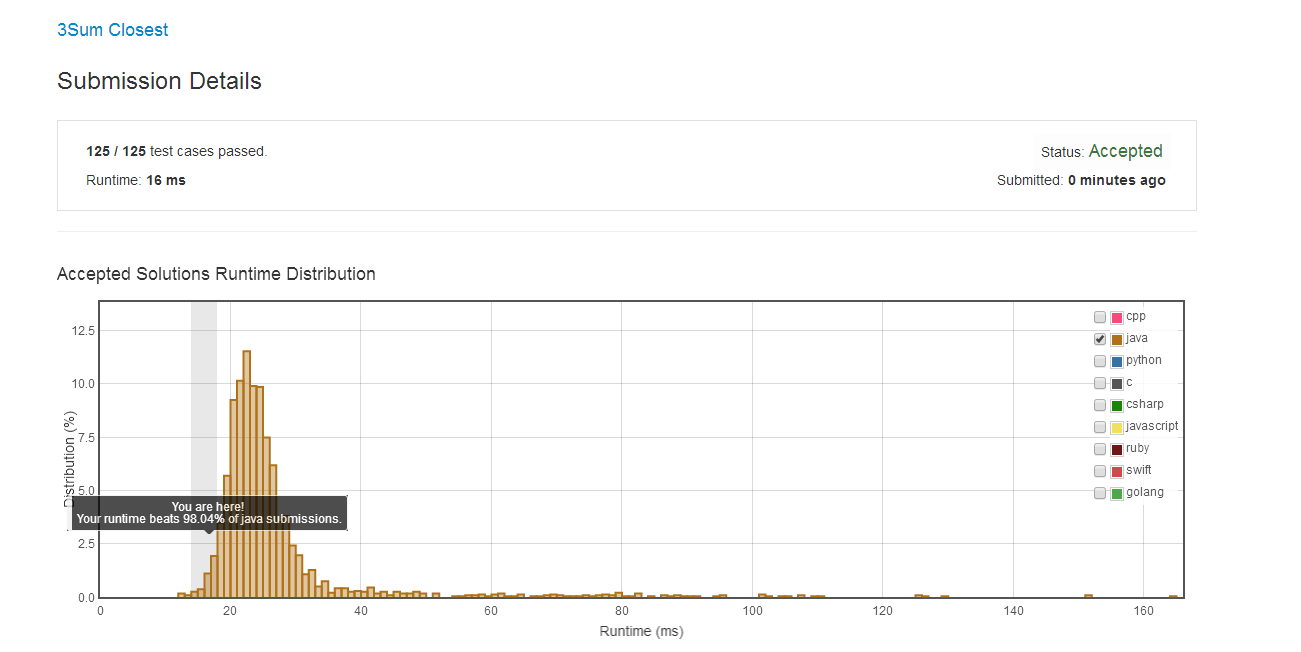 3Sum Closest
Submission Details
125 / 125 test cases passed.
Status: Accepted
Runtime: 16 ms
Submitted: 0 minutes ago
Accepted Solutions Runtime Distribution
cpp
java
python
c
csharp
javascript
ruby
swift
golang
12.5
10.0
7.5
5.0
2.5
0.0
Distribution (%)
You are here!
Your runtime beats 98.04% of java submissions.
0 20 40 60 80 100 120 140 160
Runtime (ms)